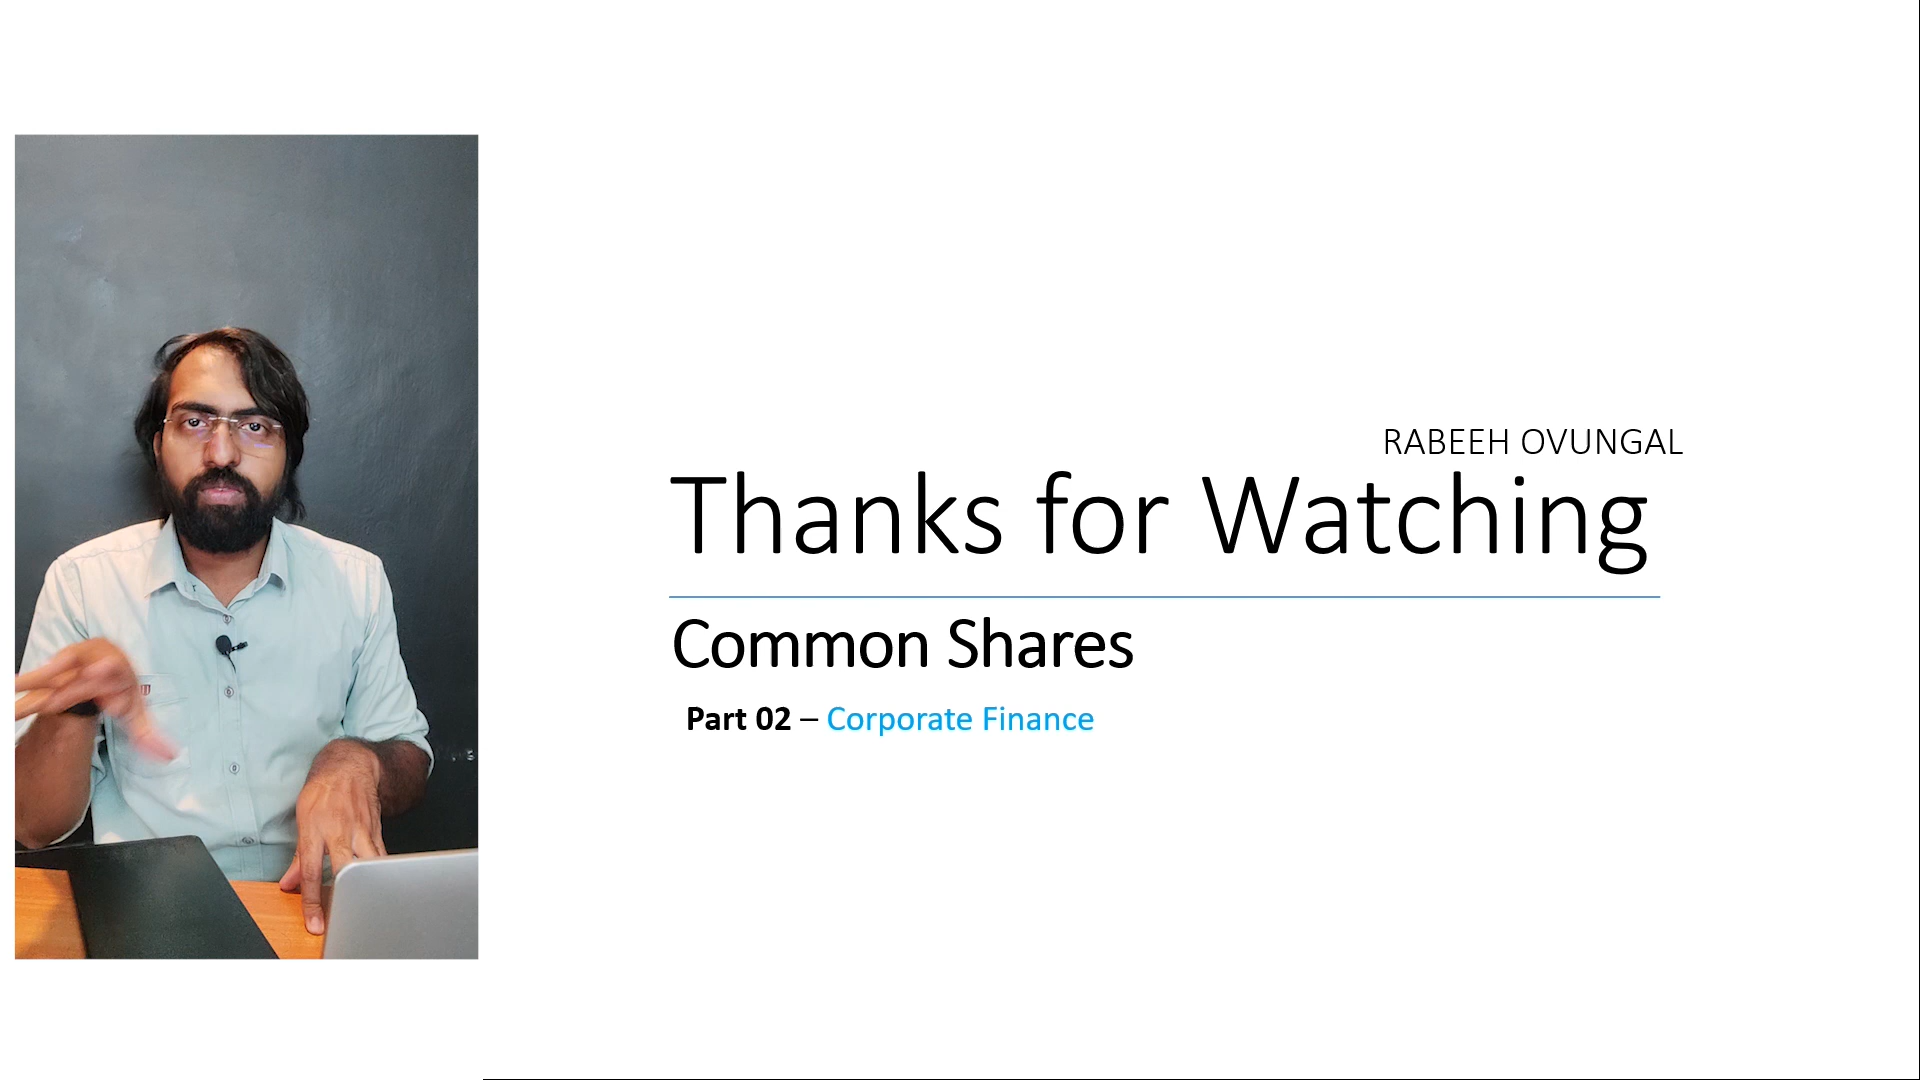 RABEEH OVUNGAL
Thanks for Watching
Common Shares
Part 02 – Corporate Finance